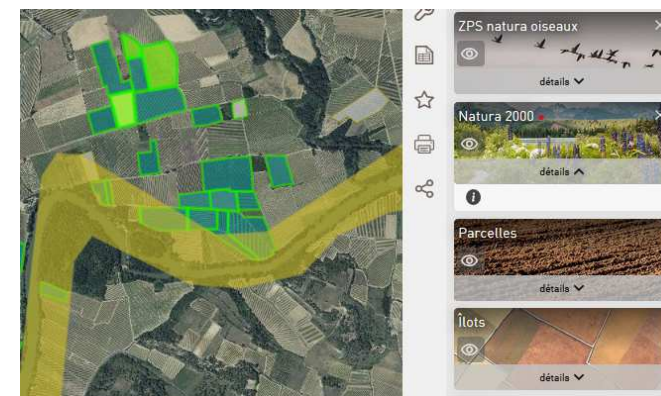 ZPS natura oiseaux
détails
Natura 2000
détails
i
Parcelles
détails
Îlots
détails